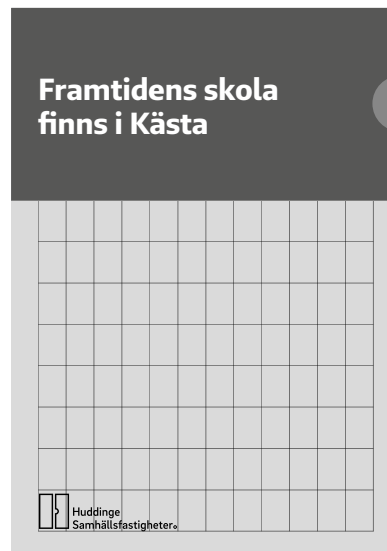 Framtidens skola
finns i Kästa
Huddinge
Samhällsfastigheter